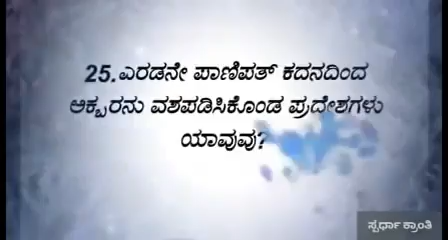 25.ಎರಡನೇ ಪಾಣಿಪತ್ ಕದನದಿಂದ
ಅಕ್ಬರನು ವಶಪಡಿಸಿಕೊಂಡ ಪ್ರದೇಶಗಳು
ಯಾವುವು?
ಸ್ಪರ್ಧಾ ಕ್ರಾಂತಿ